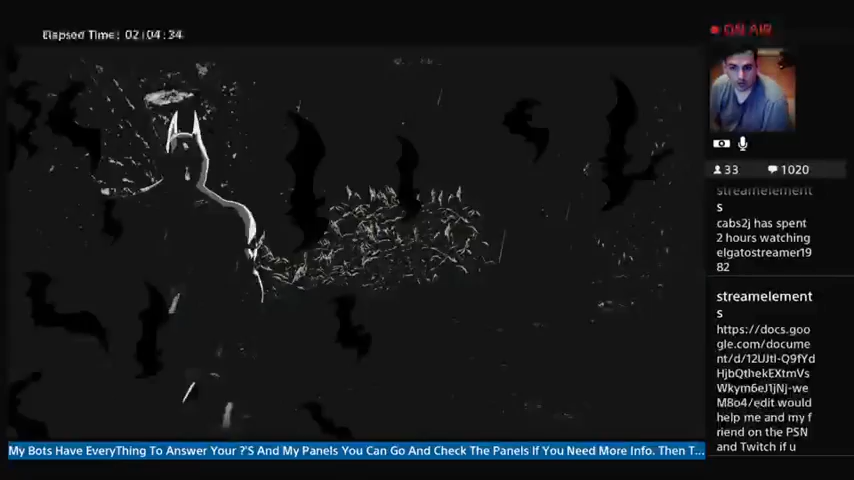 Elapsed Time: 02:04:34
ON AIR
33
1020
streamelement
s
cabs2j has spent
2 hours watching
elgatostreamer19
82
streamelement
s
https://docs.goo
gle.com/docume
nt/d/12UJtI-Q9fYd
HjbQthekEXtmVs
Wkym6eJ1jNj-we
M8o4/edit would
help me and my f
riend on the PSN
and Twitch if u
My Bots Have EveryThing To Answer Your ?'S And My Panels You Can Go And Check The Panels If You Need More Info. Then T...